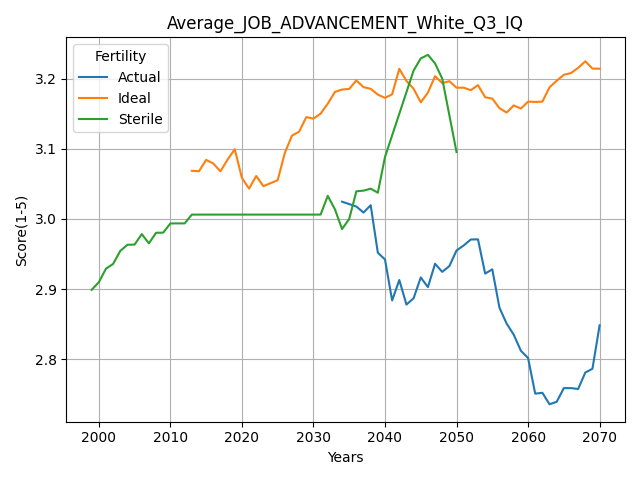 Average_JOB_ADVANCEMENT_White_Q3_IQ
Fertility
Actual
Ideal
Sterile
Score(1-5)
3.2
3.1
3.0
2.9
2.8
2000 2010 2020 2030 2040 2050 2060 2070
Years